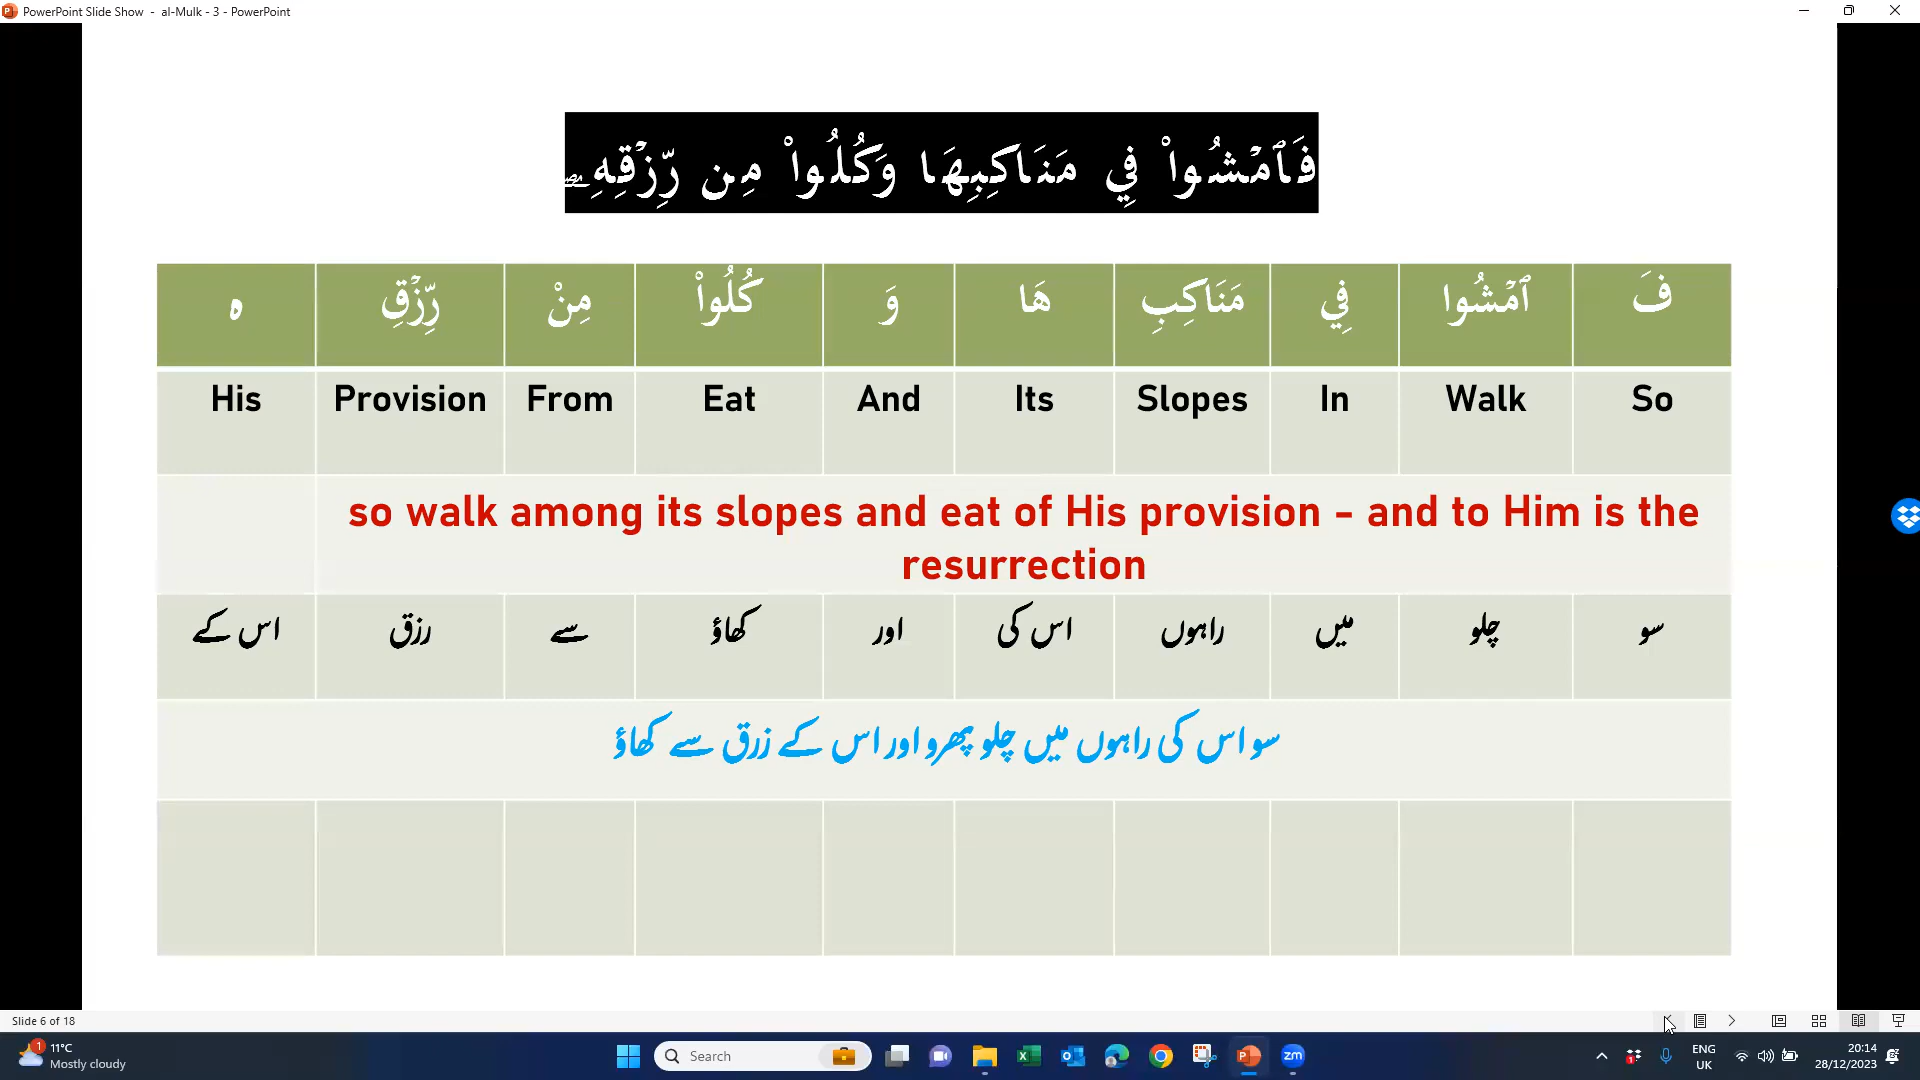 PowerPoint Slide Show - al-Mulk - 3 - PowerPoint
فَٱمۡشُواْ فِي مَنَاكِبِهَا وَكُلُواْ مِن رِّزۡقِهِۦ
فَ ٱمۡشُوا فِي مَنَاكِبِ هَا وَ كُلُواْ مِنْ رِّزۡقِ ه
His Provision From Eat And Its Slopes In Walk So
so walk among its slopes and eat of His provision - and to Him is the
resurrection
سو چلو میں راہوں اس کی اور کھاؤ سے رزق اس کے
سو اس کی راہوں میں چلو پھرو اور اس کے زرق سے کھاؤ
Slide 6 of 18
11°C
Mostly cloudy
1
Search
zm
1
ENG
UK
20:14
28/12/2023